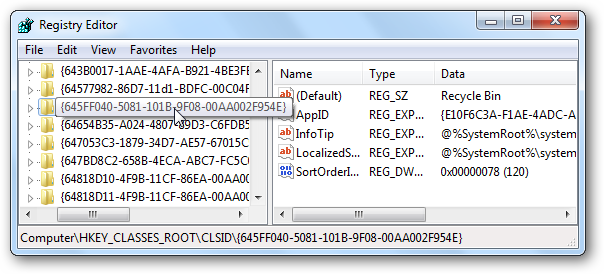 Registry Editor
File Edit View Favorites Help
{643B0017-1AAE-4AFA-B921-4BE3FE
{64577982-86D7-11d1-BDFC-00C04F
{645FF040-5081-101B-9F08-00AA002F954E}
{64654B35-A024-4807-89D3-C6FDB5
{647053C3-1879-34D7-AE57-67015C
{647BD8C2-658B-4ECA-ABC7-FC5C0
{64818D10-4F9B-11CF-86EA-00AA00
{64818D11-4F9B-11CF-86EA-00AA00
Name Type Data
(Default) REG_SZ Recycle Bin
AppID REG_EXP... {E10F6C3A-F1AE-4ADC-A
InfoTip REG_EXP... @%SystemRoot%\system
LocalizedS... REG_EXP... @%SystemRoot%\system
SortOrderI... REG_DW... 0x00000078 (120)
Computer\HKEY_CLASSES_ROOT\CLSID\{645FF040-5081-101B-9F08-00AA002F954E}